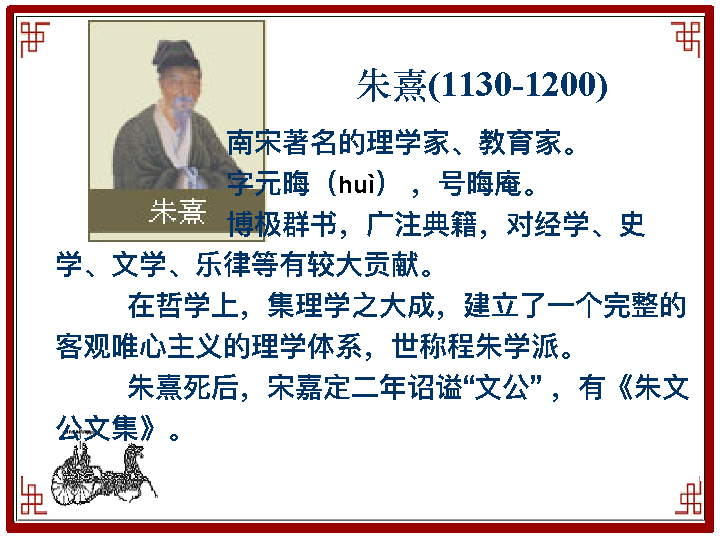 朱熹(1130-1200)
南宋著名的理学家、教育家。
字元晦（huì），号晦庵。
朱熹
博极群书，广注典籍，对经学、史
学、文学、乐律等有较大贡献。
在哲学上，集理学之大成，建立了一个完整的
客观唯心主义的理学体系，世称程朱学派。
朱熹死后，宋嘉定二年诏谥“文公”，有《朱文
公文集》。